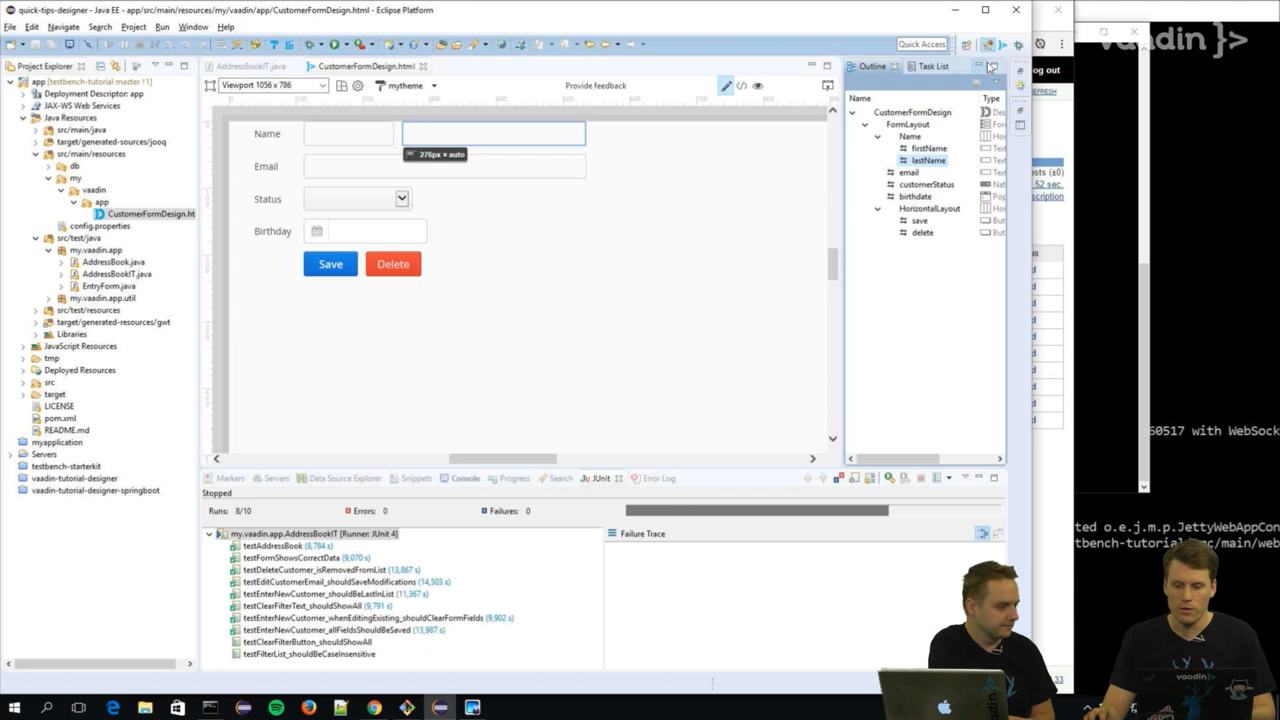 quick-tips-designer - Java EE - app/src/main/resources/my/vaadin/app/CustomerFormDesign.html - Eclipse Platform
File Edit Navigate Search Project Run Window Help
Quick Access
vaadin }>
Project Explorer
app [testbench-tutorial master ↑1]
Deployment Descriptor: app
JAX-WS Web Services
Java Resources
src/main/java
target/generated-sources/jooq
src/main/resources
db
my
vaadin
app
CustomerFormDesign.ht
config.properties
src/test/java
my.vaadin.app
AddressBook.java
AddressBookIT.java
EntryForm.java
my.vaadin.app.util
src/test/resources
target/generated-resources/gwt
Libraries
JavaScript Resources
tmp
Deployed Resources
src
target
LICENSE
pom.xml
README.md
myapplication
Servers
testbench-starterkit
vaadin-tutorial-designer
vaadin-tutorial-designer-springboot
AddressBookIT.java CustomerFormDesign.html
Viewport 1056 x 786 mytheme Provide feedback
Name
276px × auto
Email
Status
Birthday
Save Delete
Outline Task List
Name Type
CustomerFormDesign
FormLayout
Name
firstName
lastName
email
customerStatus
birthdate
HorizontalLayout
save
delete
Markers Servers Data Source Explorer Snippets Console Progress Search JUnit Error Log
Stopped
Runs: 8/10 Errors: 0 Failures: 0
my.vaadin.app.AddressBookIT [Runner: JUnit 4]
testAddressBook (8,784 s)
testFormShowsCorrectData (9,070 s)
testDeleteCustomer_isRemovedFromList (13,867 s)
testEditCustomerEmail_shouldSaveModifications (14,503 s)
testEnterNewCustomer_shouldBeLastInList (11,367 s)
testClearFilterText_shouldShowAll (9,791 s)
testEnterNewCustomer_whenEditingExisting_shouldClearFormFields (9,902 s)
testEnterNewCustomer_allFieldsShouldBeSaved (13,987 s)
testClearFilterButton_shouldShowAll
testFilterList_shouldBeCaseInsensitive
Failure Trace
og out
REFRESH
ests (±0)
52 sec.
scription
60517 with WebSock
ted o.e.j.m.p.JettyWebAppCon
tbench-tutorial/src/main/web
vaadin }>